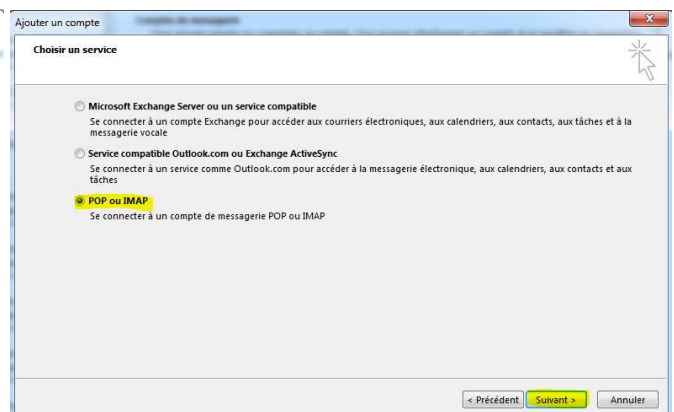 Ajouter un compte
Choisir un service
Microsoft Exchange Server ou un service compatible
Se connecter à un compte Exchange pour accéder aux courriers électroniques, aux calendriers, aux contacts, aux tâches et à la
messagerie vocale
Service compatible Outlook.com ou Exchange ActiveSync
Se connecter à un service comme Outlook.com pour accéder à la messagerie électronique, aux calendriers, aux contacts et aux
tâches
POP ou IMAP
Se connecter à un compte de messagerie POP ou IMAP
< Précédent Suivant > Annuler